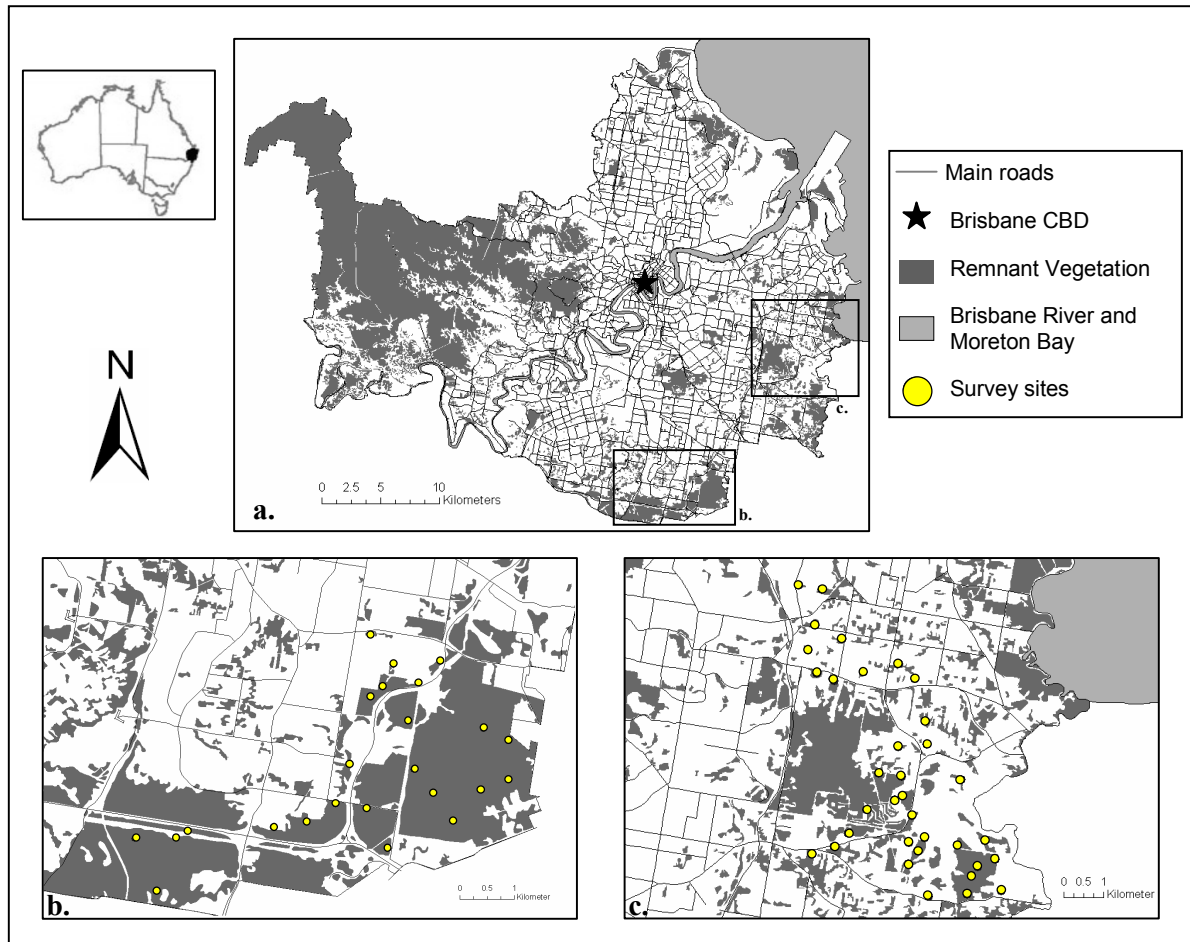 Main roads
Brisbane CBD
Remnant Vegetation
Brisbane River and
Moreton Bay
Survey sites
N
c.
0 2.5 5 10
Kilometers
a.
b.
0 0.5 1
Kilometer
b.
0 0.5 1
Kilometer
c.